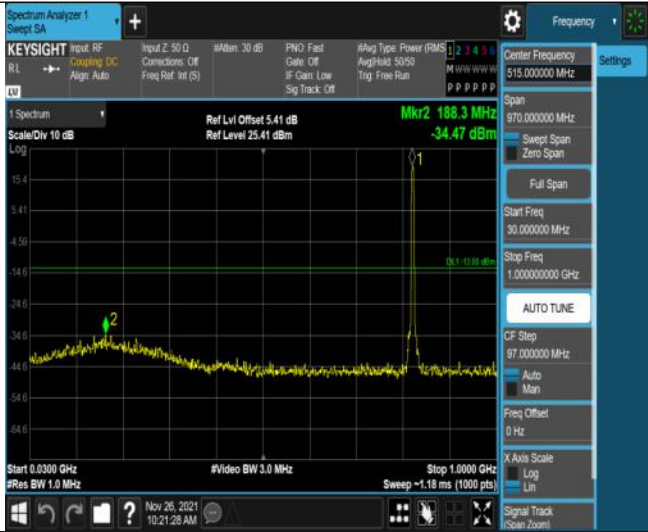 Spectrum Analyzer 1
Swept SA
Frequency
KEYSIGHT
RL
Input: RF
Coupling: DC
Align: Auto
Input Z: 50 Ω
Corrections: Off
Freq Ref: Int (S)
#Atten: 30 dB
PNO: Fast
Gate: Off
IF Gain: Low
Sig Track: Off
#Avg Type: Power (RMS
Avg|Hold: 50/50
Trig: Free Run
1 2 3 4 5 6
M W W W W W
P P P P P P
LV
Center Frequency
515.000000 MHz
Settings
Span
970.000000 MHz
Swept Span
Zero Span
Full Span
Start Freq
30.000000 MHz
Stop Freq
1.000000000 GHz
AUTO TUNE
CF Step
97.000000 MHz
Auto
Man
Freq Offset
0 Hz
X Axis Scale
Log
Lin
Signal Track
(Span Zoom)
1 Spectrum
Scale/Div 10 dB
Ref Lvl Offset 5.41 dB
Ref Level 25.41 dBm
Mkr2 188.3 MHz
-34.47 dBm
Log
15.4
5.41
-4.59
-14.6
-24.6
-34.6
-44.6
-54.6
-64.6
1
2
DL1 -13.00 dBm
Start 0.0300 GHz
#Res BW 1.0 MHz
#Video BW 3.0 MHz
Stop 1.0000 GHz
Sweep ~1.18 ms (1000 pts)
?
Nov 26, 2021
10:21:28 AM